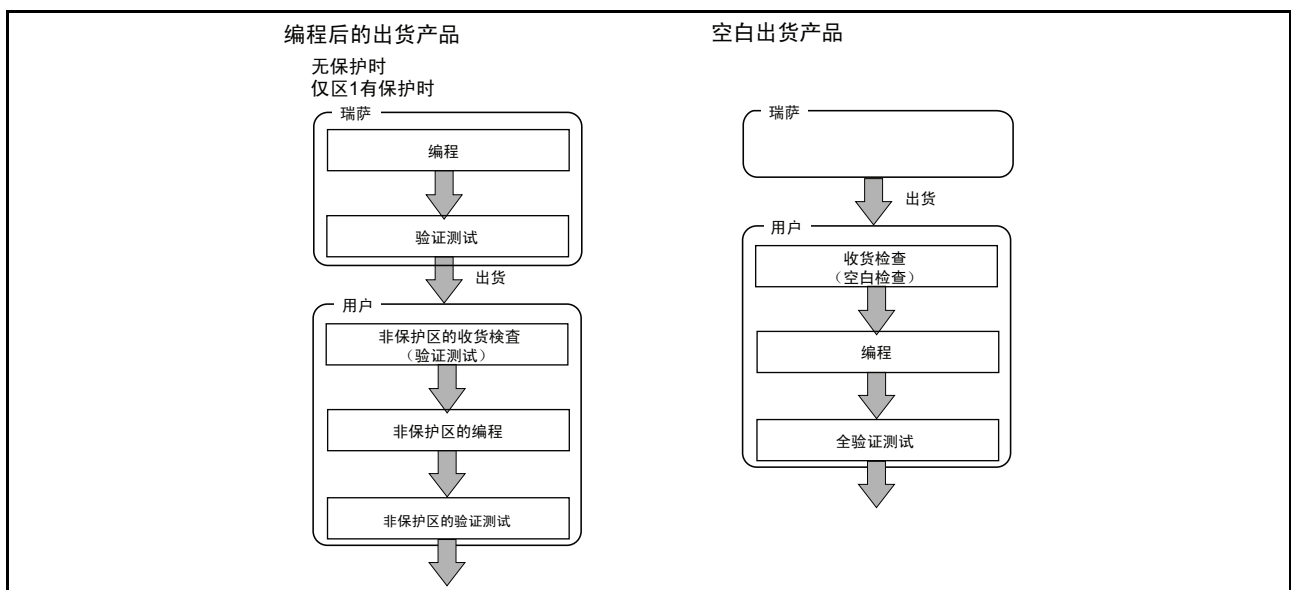 编程后的出货产品
无保护时
仅区1有保护时
瑞萨
编程
验证测试
出货
用户
非保护区的收货检查
（验证测试）
非保护区的编程
非保护区的验证测试
空白出货产品
瑞萨
出货
用户
收货检查
（空白检查）
编程
全验证测试